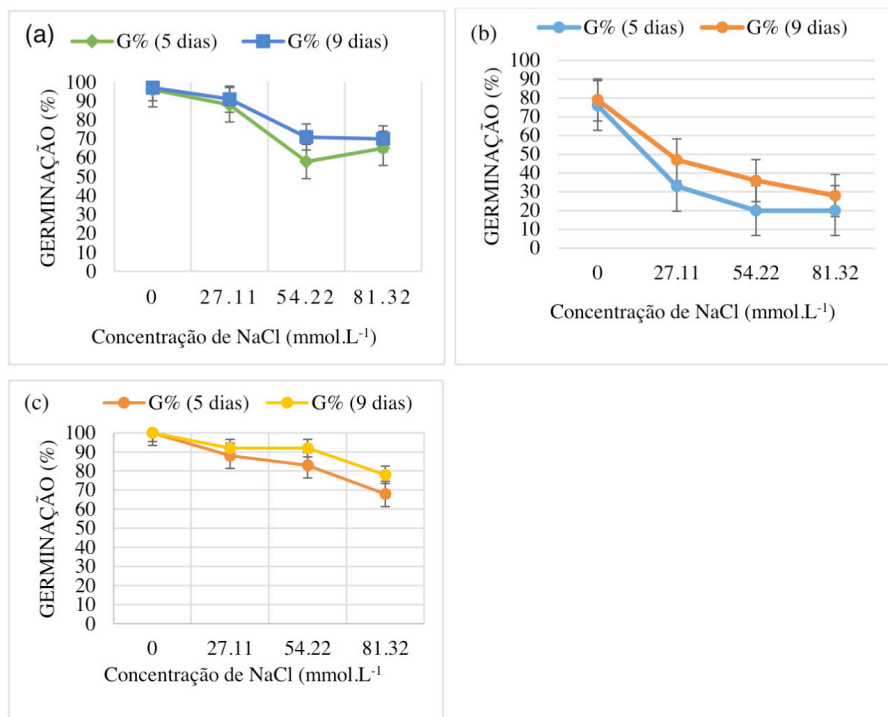 (a)
G% (5 dias) G% (9 dias)
GERMINAÇÃO (%)
100
90
80
70
60
50
40
30
20
10
0
0 27.11 54.22 81.32
Concentração de NaCl (mmol.L-1)
(b)
G% (5 dias) G% (9 dias)
GERMINAÇÃO (%)
100
90
80
70
60
50
40
30
20
10
0
0 27.11 54.22 81.32
Concentração de NaCl (mmol.L-1)
(c)
G% (5 dias) G% (9 dias)
GERMINAÇÃO (%)
100
90
80
70
60
50
40
30
20
10
0
0 27.11 54.22 81.32
Concentração de NaCl (mmol.L-1